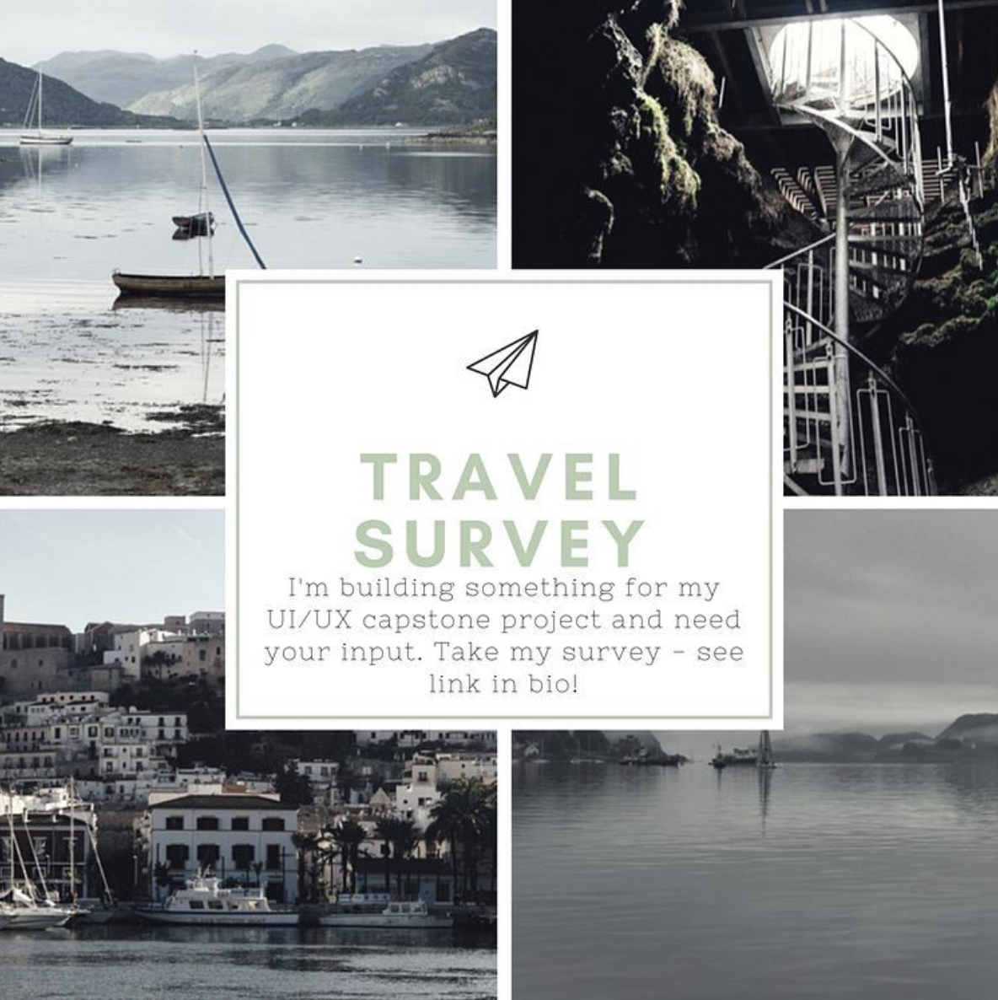 TRAVEL
SURVEY
I'm building something for my
UI/UX capstone project and need
your input. Take my survey - see
link in bio!